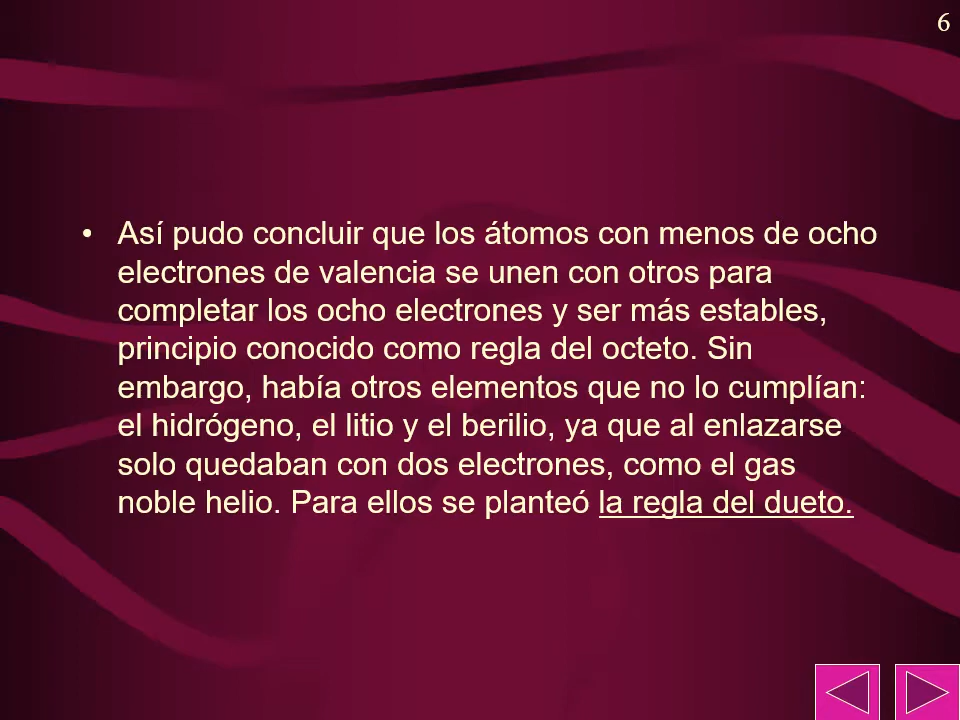 6
• Así pudo concluir que los átomos con menos de ocho
electrones de valencia se unen con otros para
completar los ocho electrones y ser más estables,
principio conocido como regla del octeto. Sin
embargo, había otros elementos que no lo cumplían:
el hidrógeno, el litio y el berilio, ya que al enlazarse
solo quedaban con dos electrones, como el gas
noble helio. Para ellos se planteó la regla del dueto.